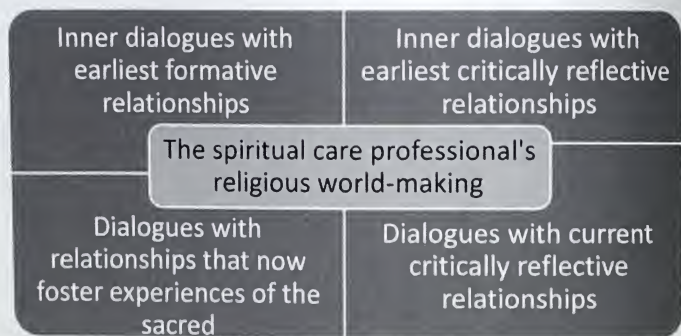 Inner dialogues with
earliest formative
relationships
Inner dialogues with
earliest critically reflective
relationships
The spiritual care professional's
religious world-making
Dialogues with
relationships that now
foster experiences of the
sacred
Dialogues with current
critically reflective
relationships